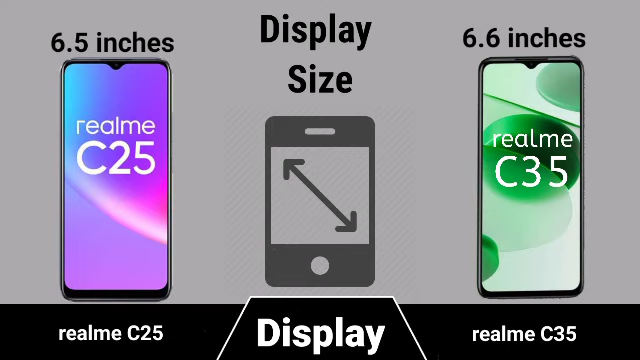 6.5 inches
Display
Size
6.6 inches
realme
C25
realme
C35
realme C25
Display
realme C35